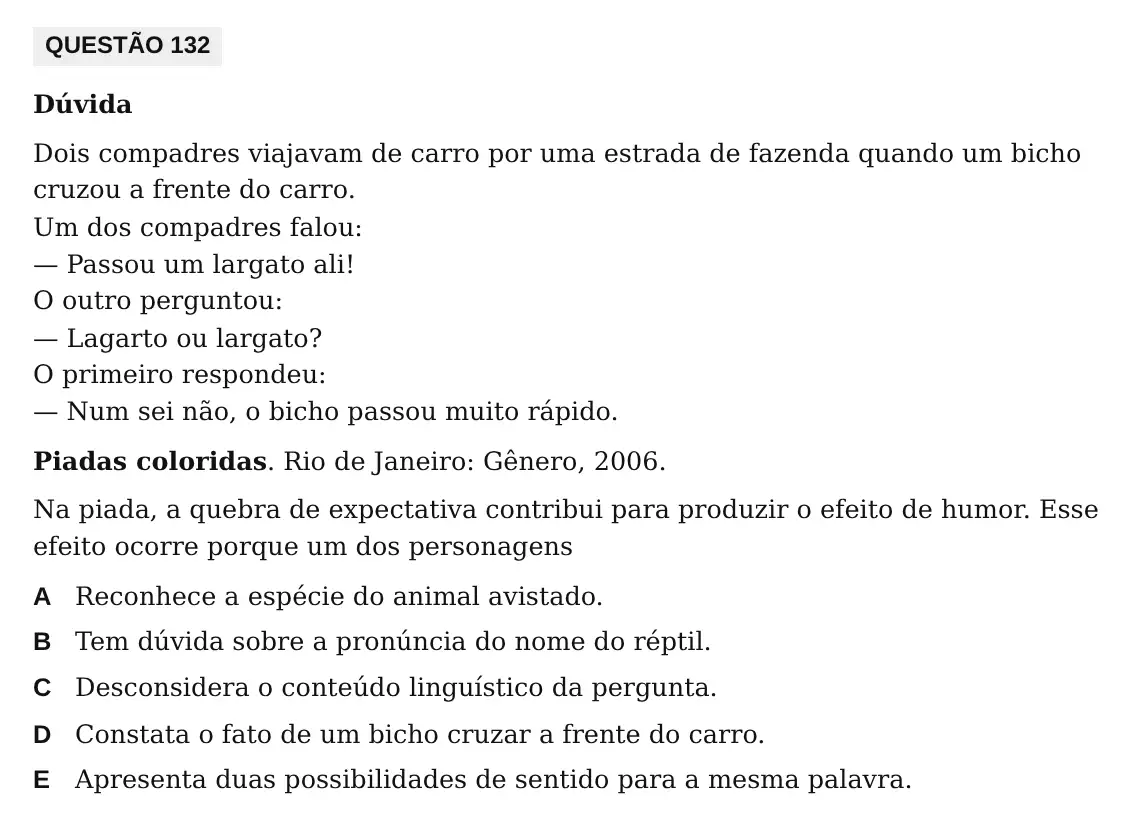 QUESTÃO 132
Dúvida
Dois compadres viajavam de carro por uma estrada de fazenda quando um bicho
cruzou a frente do carro.
Um dos compadres falou:
— Passou um largato ali!
O outro perguntou:
— Lagarto ou largato?
O primeiro respondeu:
— Num sei não, o bicho passou muito rápido.
Piadas coloridas. Rio de Janeiro: Gênero, 2006.
Na piada, a quebra de expectativa contribui para produzir o efeito de humor. Esse
efeito ocorre porque um dos personagens
A Reconhece a espécie do animal avistado.
B Tem dúvida sobre a pronúncia do nome do réptil.
C Desconsidera o conteúdo linguístico da pergunta.
D Constata o fato de um bicho cruzar a frente do carro.
E Apresenta duas possibilidades de sentido para a mesma palavra.